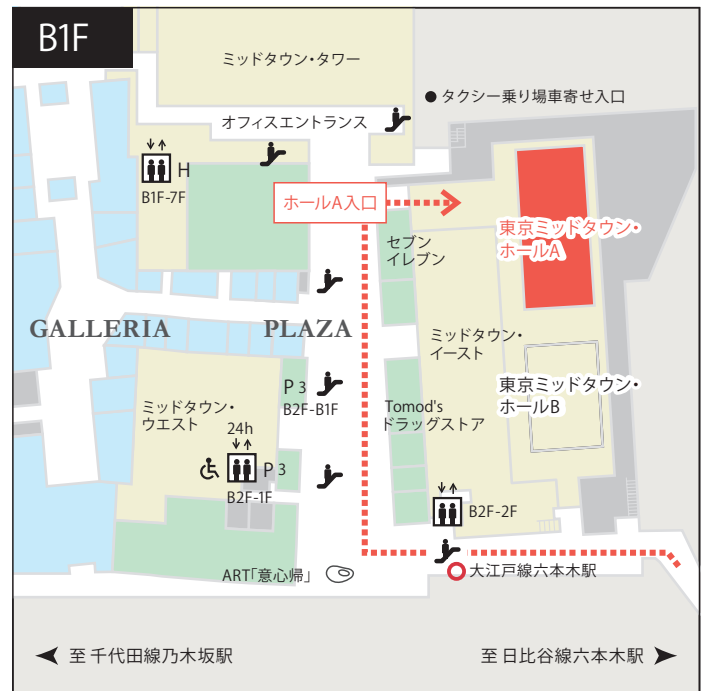 B1F
ミッドタウン・タワー
● タクシー乗り場車寄せ入口
オフィスエントランス
H
B1F-7F
ホールA入口
東京ミッドタウン・
ホールA
セブン
イレブン
GALLERIA
PLAZA
ミッドタウン・
イースト
P 3
B2F-B1F
東京ミッドタウン・
ホールB
ミッドタウン・
ウエスト
Tomod's
ドラッグストア
24h
P 3
B2F-1F
B2F-2F
ART「意心帰」
大江戸線六本木駅
至 千代田線乃木坂駅
至 日比谷線六本木駅